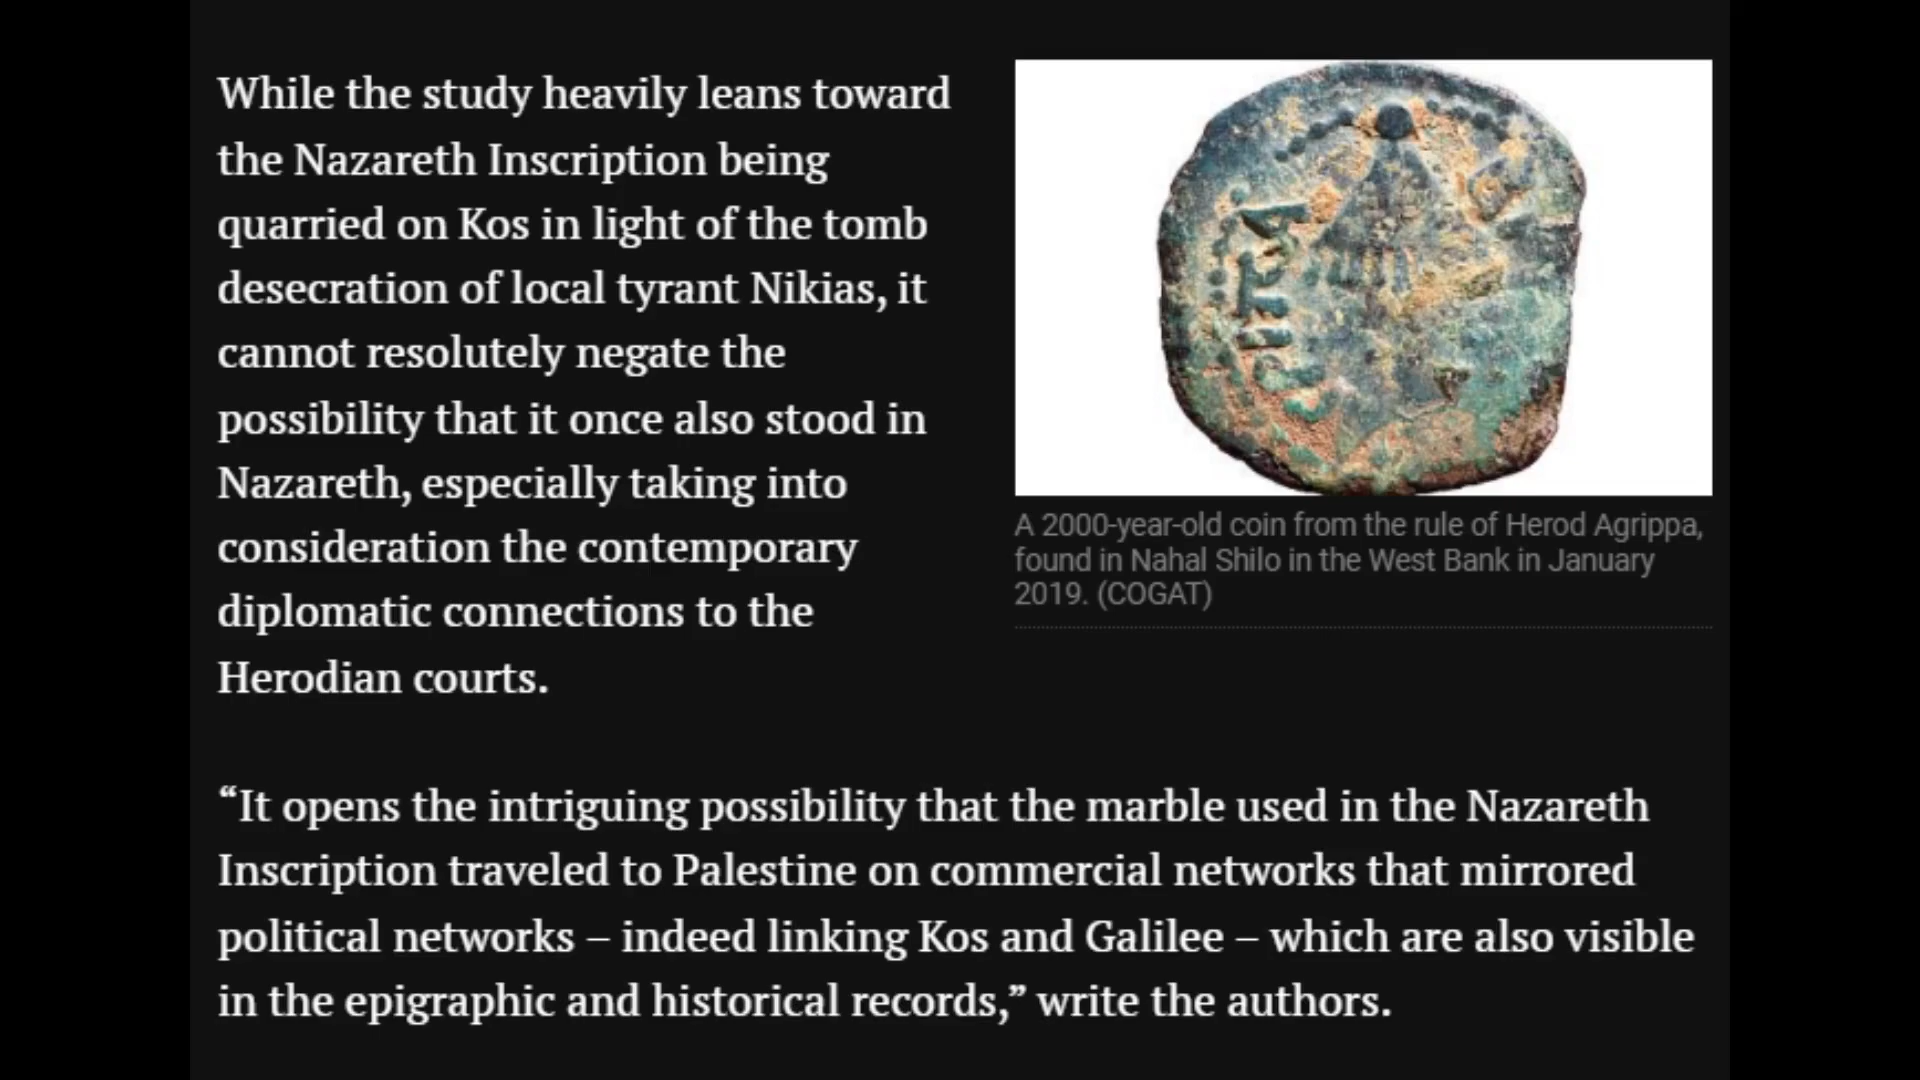 While the study heavily leans toward
the Nazareth Inscription being
quarried on Kos in light of the tomb
desecration of local tyrant Nikias, it
cannot resolutely negate the
possibility that it once also stood in
Nazareth, especially taking into
consideration the contemporary
diplomatic connections to the
Herodian courts.
A 2000-year-old coin from the rule of Herod Agrippa,
found in Nahal Shilo in the West Bank in January
2019. (COGAT)
“It opens the intriguing possibility that the marble used in the Nazareth
Inscription traveled to Palestine on commercial networks that mirrored
political networks – indeed linking Kos and Galilee – which are also visible
in the epigraphic and historical records,” write the authors.